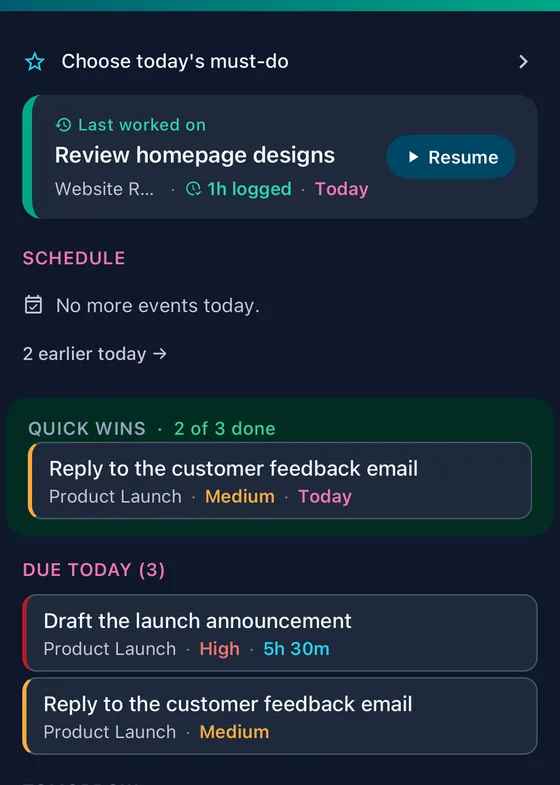 Choose today's must-do
Last worked on
Review homepage designs
Resume
Website R... · 1h logged · Today
SCHEDULE
No more events today.
2 earlier today →
QUICK WINS · 2 of 3 done
Reply to the customer feedback email
Product Launch · Medium · Today
DUE TODAY (3)
Draft the launch announcement
Product Launch · High · 5h 30m
Reply to the customer feedback email
Product Launch · Medium